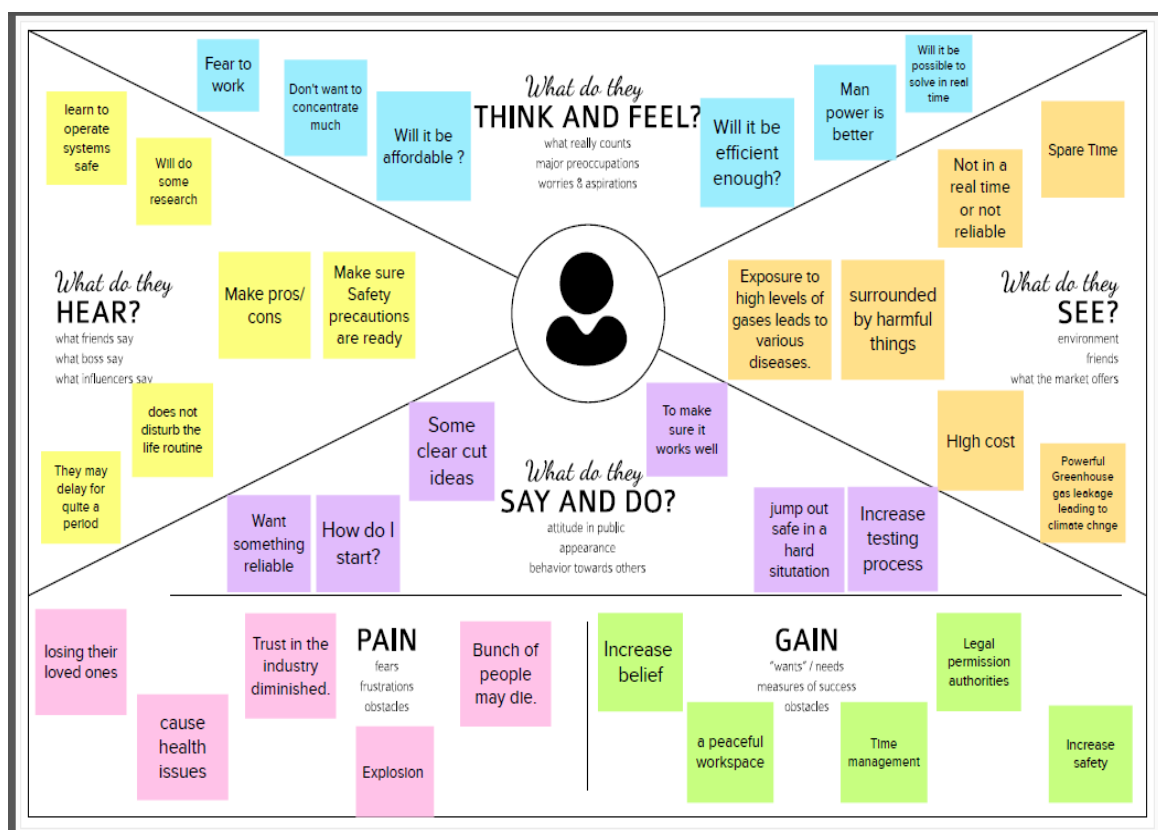 What do they
THINK AND FEEL?
what really counts
major preoccupations
worries & aspirations
Fear to
work
Don't want to
concentrate
much
Will it be
affordable ?
Will it be
efficient
enough?
Man
power is
better
Will it be
possible to
solve in real
time
What do they
HEAR?
what friends say
what boss say
what influencers say
learn to
operate
systems
safe
Will do
some
research
Make pros/
cons
Make sure
Safety
precautions
are ready
does not
disturb the
life routine
They may
delay for
quite a
period
What do they
SEE?
environment
friends
what the market offers
Spare Time
Not in a
real time
or not
reliable
Exposure to
high levels of
gases leads to
various
diseases.
surrounded
by harmful
things
High cost
Powerful
Greenhouse
gas leakage
leading to
climate chnge
What do they
SAY AND DO?
attitude in public
appearance
behavior towards others
Some
clear cut
ideas
To make
sure it
works well
Want
something
reliable
How do I
start?
jump out
safe in a
hard
situtation
Increase
testing
process
PAIN
fears
frustrations
obstacles
losing their
loved ones
cause
health
issues
Trust in the
industry
diminished.
Explosion
Bunch of
people
may die.
GAIN
"wants" / needs
measures of success
obstacles
Increase
belief
a peaceful
workspace
Time
management
Legal
permission
authorities
Increase
safety